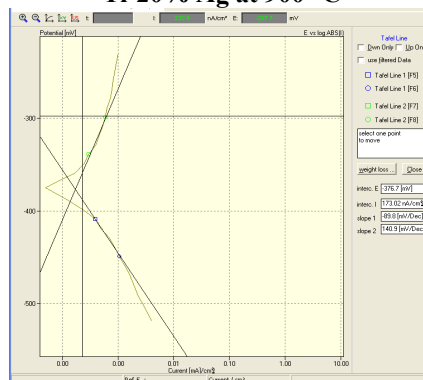 Ti-20% Ag at 900 °C
t: I: nA/cm² E: mV
Potential [mV] E vs log.ABS|I|
Tafel Line
Dwn Only Up On
use filtered Data
Tafel Line 1 [F5]
Tafel Line 1 [F6]
Tafel Line 2 [F7]
Tafel Line 2 [F8]
select one point
to move
weight loss ... Close
interc. E -376.7 [mV]
interc. I 173.02 nA/cm²
slope 1 -89.8 [mV/Dec]
slope 2 140.9 [mV/Dec]
-300
-400
-500
0.00 0.00 0.01 0.10 1.00 10.00
Current [mA]/cm²